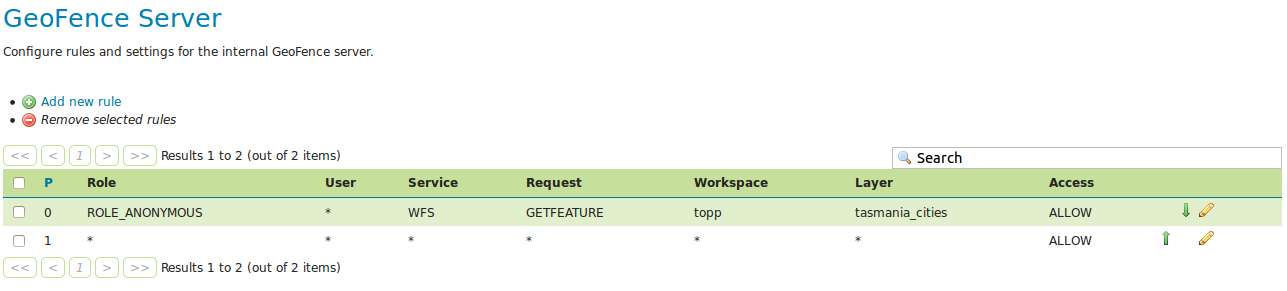 GeoFence Server
Configure rules and settings for the internal GeoFence server.
Add new rule
Remove selected rules
<< < 1 > >> Results 1 to 2 (out of 2 items) Search
P Role User Service Request Workspace Layer Access
0 ROLE_ANONYMOUS * WFS GETFEATURE topp tasmania_cities ALLOW
1 * * * * * * ALLOW
<< < 1 > >> Results 1 to 2 (out of 2 items)